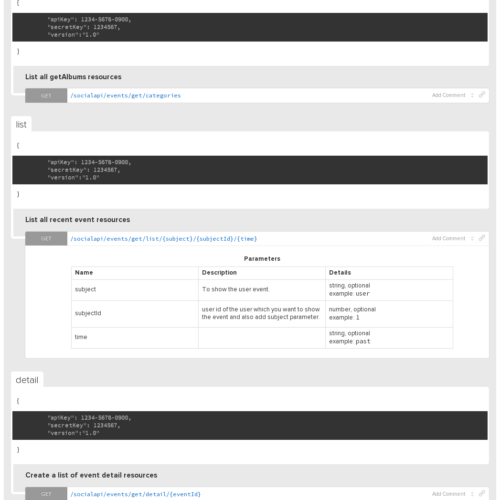 {
"apiKey": 1234-5678-0900,
"secretKey": 1234567,
"version":"1.0"
}
List all getAlbums resources
GET /socialapi/events/get/categories Add Comment
list
{
"apiKey": 1234-5678-0900,
"secretKey": 1234567,
"version":"1.0"
}
List all recent event resources
GET /socialapi/events/get/list/{subject}/{subjectId}/{time} Add Comment
Parameters
Name Description Details
subject To show the user event. string, optional
example: user
subjectId user id of the user which you want to show
the event and also add subject parameter. number, optional
example: 1
time string, optional
example: past
detail
{
"apiKey": 1234-5678-0900,
"secretKey": 1234567,
"version":"1.0"
}
Create a list of event detail resources
GET /socialapi/events/get/detail/{eventId} Add Comment